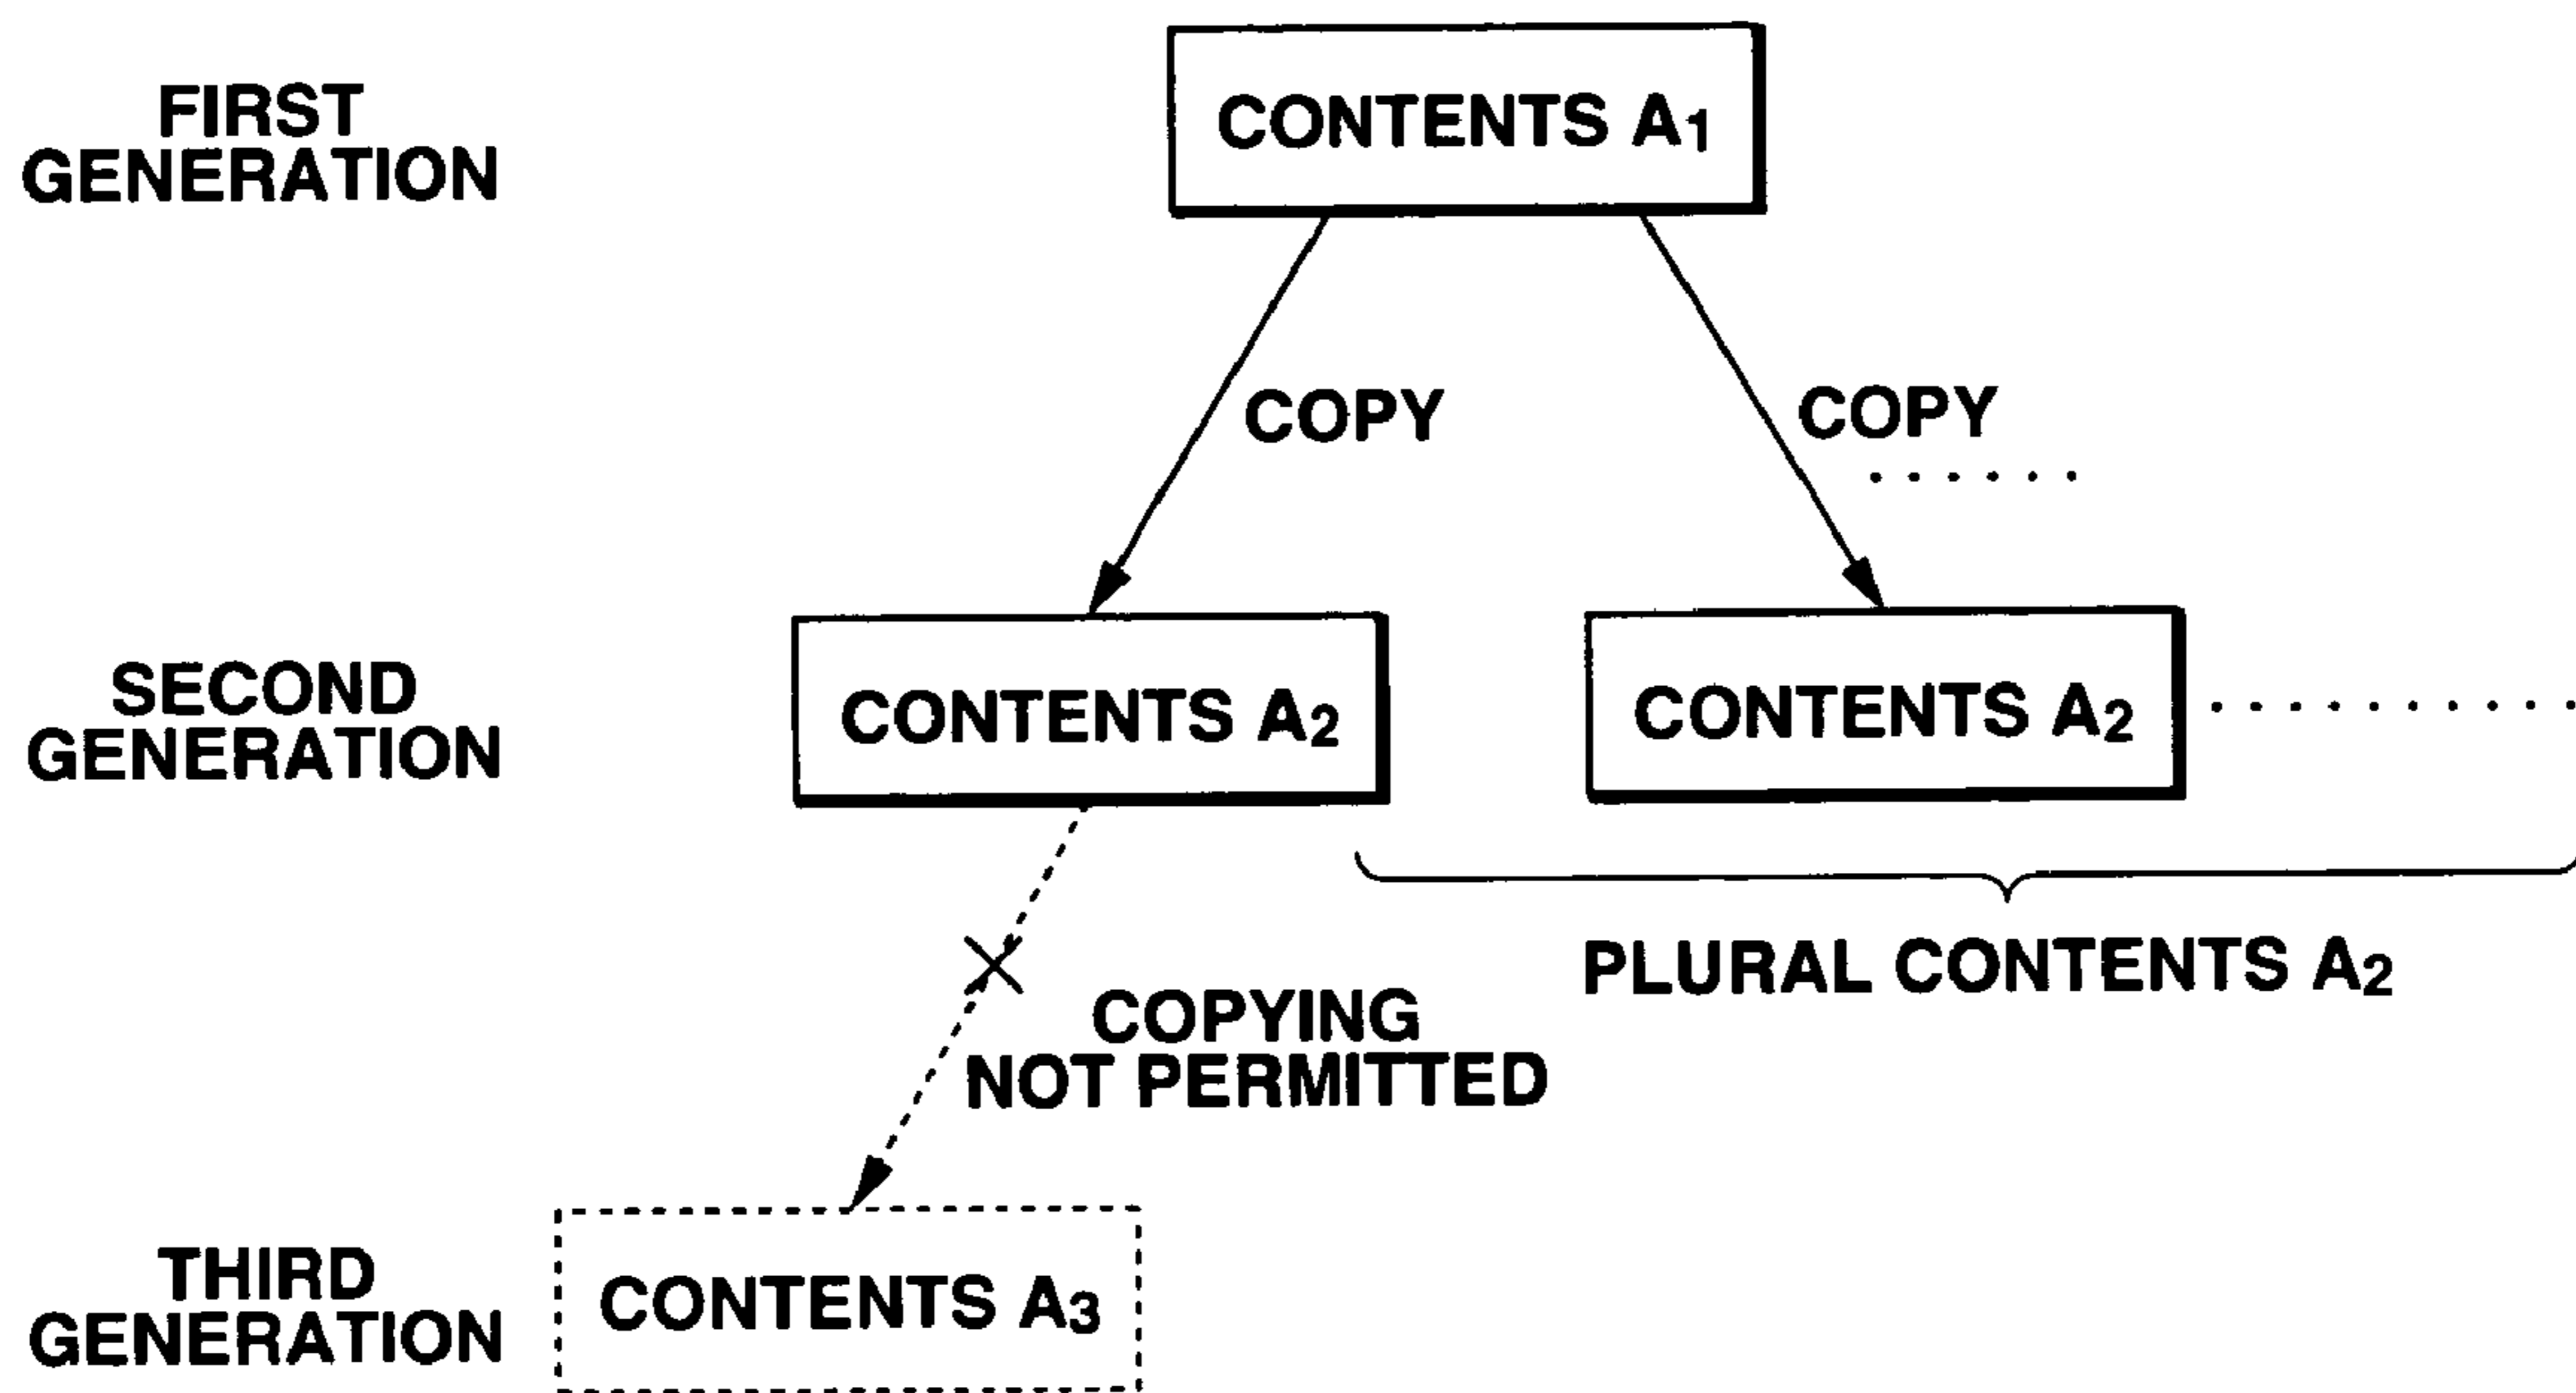 FIRST
GENERATION
CONTENTS A1
COPY
COPY
SECOND
GENERATION
CONTENTS A2
CONTENTS A2
PLURAL CONTENTS A2
COPYING
NOT PERMITTED
THIRD
GENERATION
CONTENTS A3